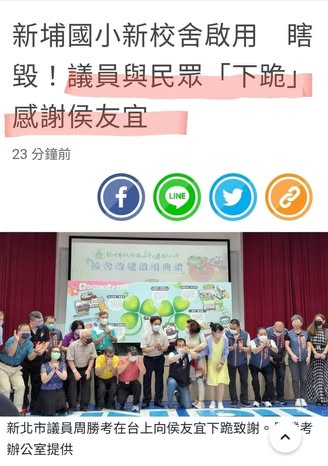 新埔國小新校舍啟用　瞎
毀！議員與民眾「下跪」
感謝侯友宜
23 分鐘前
LINE
校舍改建啟用典禮
新北市議員周勝考在台上向侯友宜下跪致謝。
辦公室提供